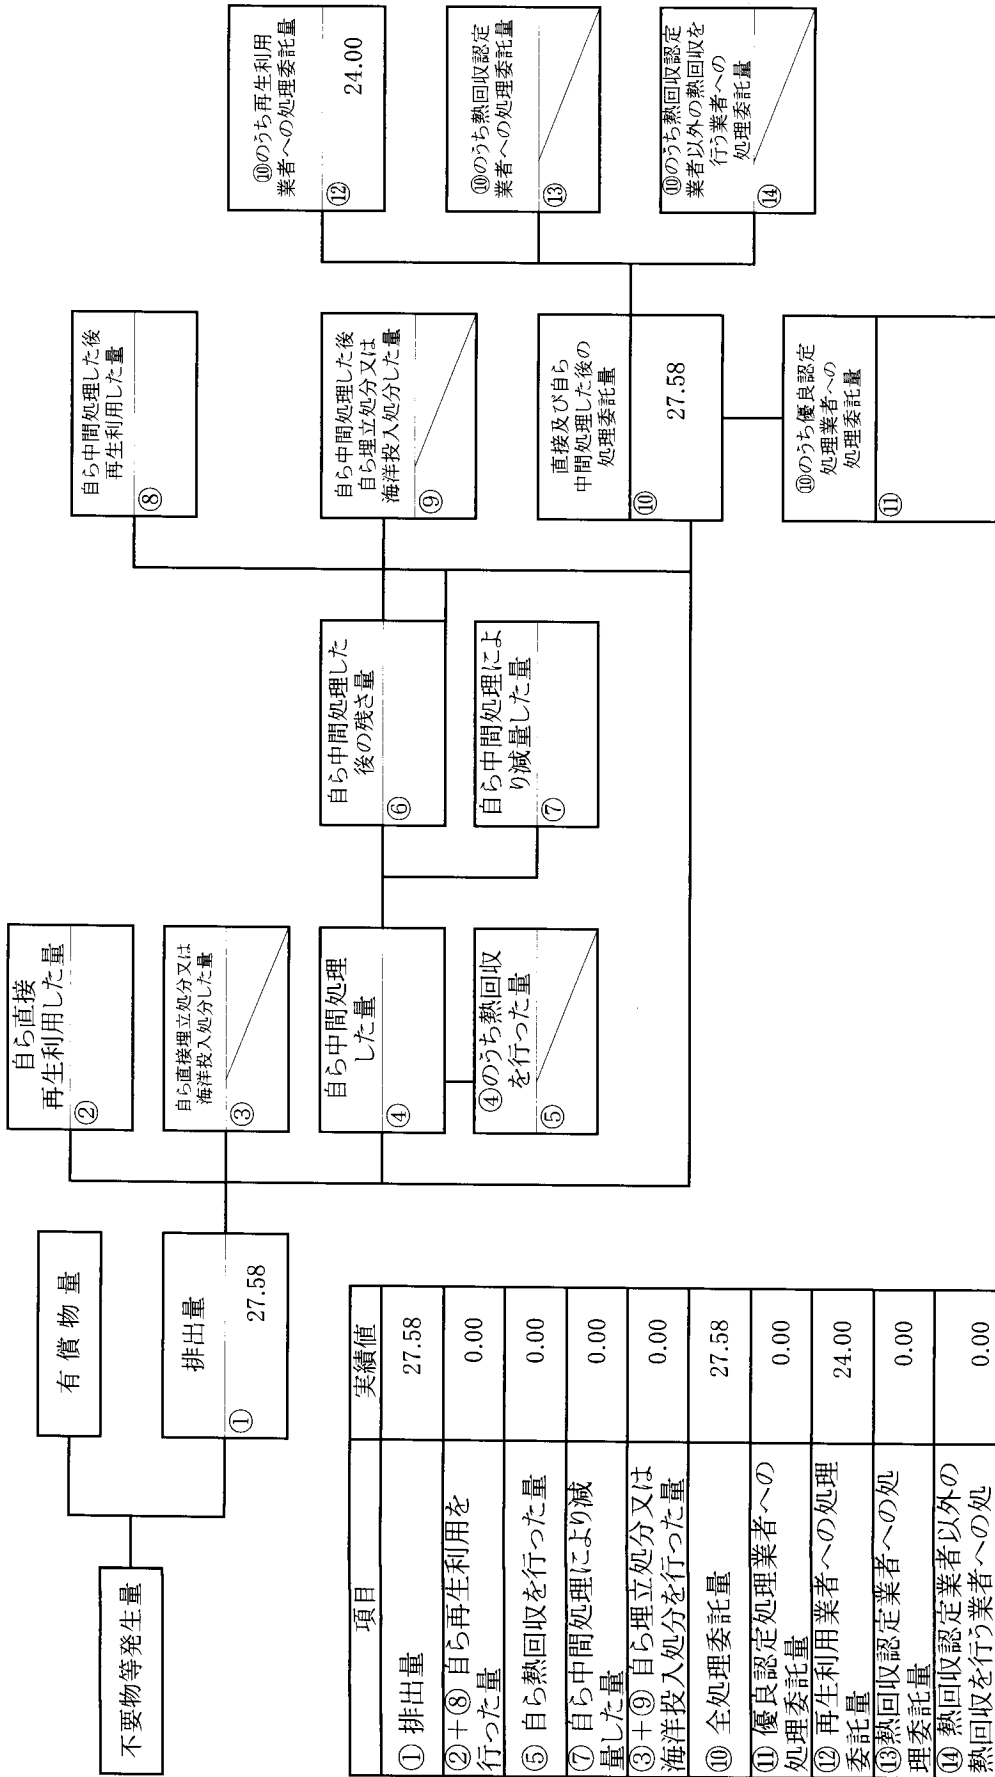 不要物等発生量
有償物量
排出量
①
27.58
自ら直接
再生利用した量
②
自ら直接埋立処分又は
海洋投入処分した量
③
自ら中間処理
した量
④
④のうち熱回収
を行った量
⑤
自ら中間処理した
後の残さ量
⑥
自ら中間処理によ
り減量した量
⑦
自ら中間処理した後
再生利用した量
⑧
自ら中間処理した後
自ら埋立処分又は
海洋投入処分した量
⑨
直接及び自ら
中間処理した後の
処理委託量
⑩
27.58
⑩のうち優良認定
処理業者への
処理委託量
⑪
⑩のうち再生利用
業者への処理委託量
⑫
24.00
⑩のうち熱回収認定
業者への処理委託量
⑬
⑩のうち熱回収認定
業者以外の熱回収を
行う業者への
処理委託量
⑭
項目 実績値
① 排出量 27.58
②+⑧ 自ら再生利用を
行った量 0.00
⑤ 自ら熱回収を行った量 0.00
⑦ 自ら中間処理により減
量した量 0.00
③+⑨ 自ら埋立処分又は
海洋投入処分を行った量 0.00
⑩ 全処理委託量 27.58
⑪ 優良認定処理業者への
処理委託量 0.00
⑫ 再生利用業者への処理
委託量 24.00
⑬熱回収認定業者への処
理委託量 0.00
⑭ 熱回収認定業者以外の
熱回収を行う業者への処 0.00